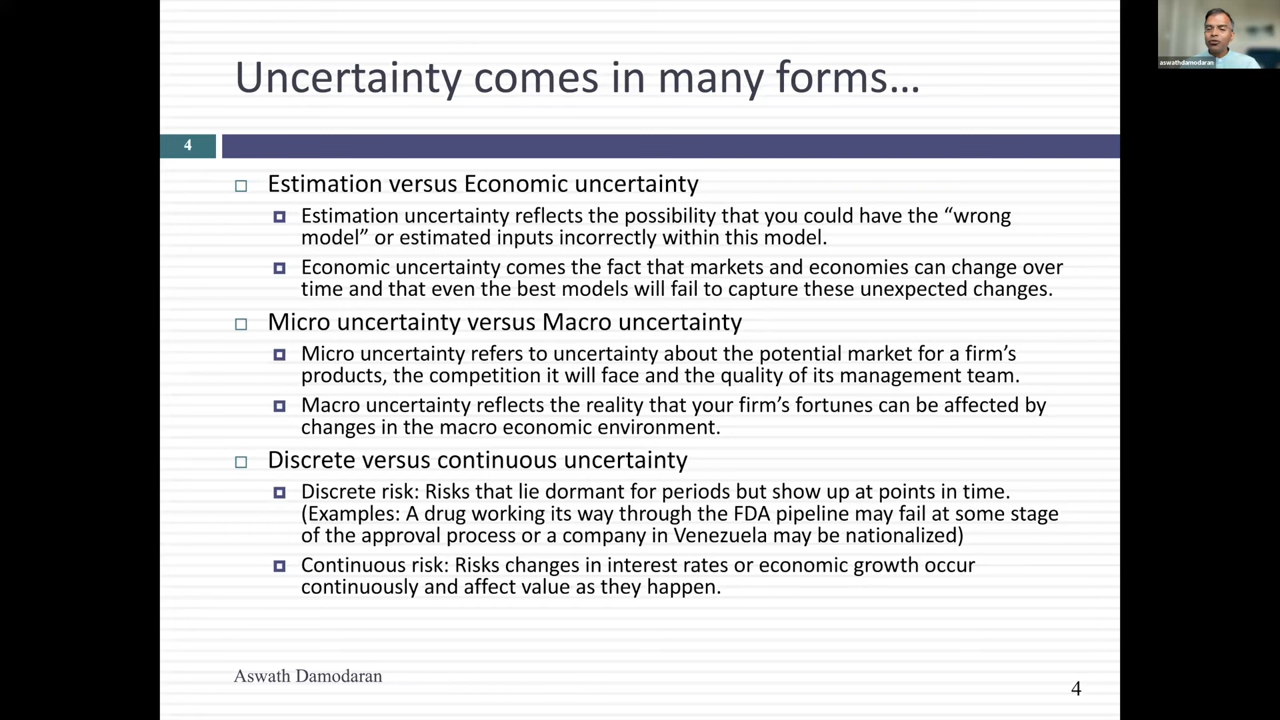 aswathdamodaran
Uncertainty comes in many forms…
4
Estimation versus Economic uncertainty
Estimation uncertainty reflects the possibility that you could have the “wrong
model” or estimated inputs incorrectly within this model.
Economic uncertainty comes the fact that markets and economies can change over
time and that even the best models will fail to capture these unexpected changes.
Micro uncertainty versus Macro uncertainty
Micro uncertainty refers to uncertainty about the potential market for a firm’s
products, the competition it will face and the quality of its management team.
Macro uncertainty reflects the reality that your firm’s fortunes can be affected by
changes in the macro economic environment.
Discrete versus continuous uncertainty
Discrete risk: Risks that lie dormant for periods but show up at points in time.
(Examples: A drug working its way through the FDA pipeline may fail at some stage
of the approval process or a company in Venezuela may be nationalized)
Continuous risk: Risks changes in interest rates or economic growth occur
continuously and affect value as they happen.
Aswath Damodaran
4